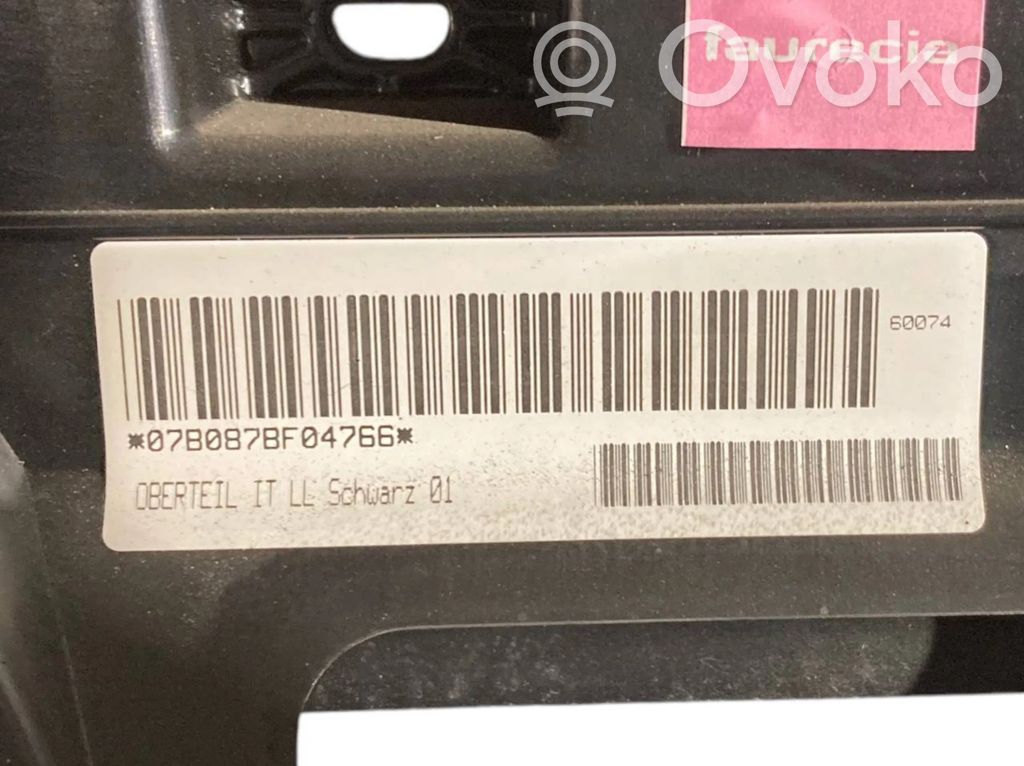 faurecia
Ovoko
60074
*07B087BF04766*
OBERTEIL IT LL Schwarz 01